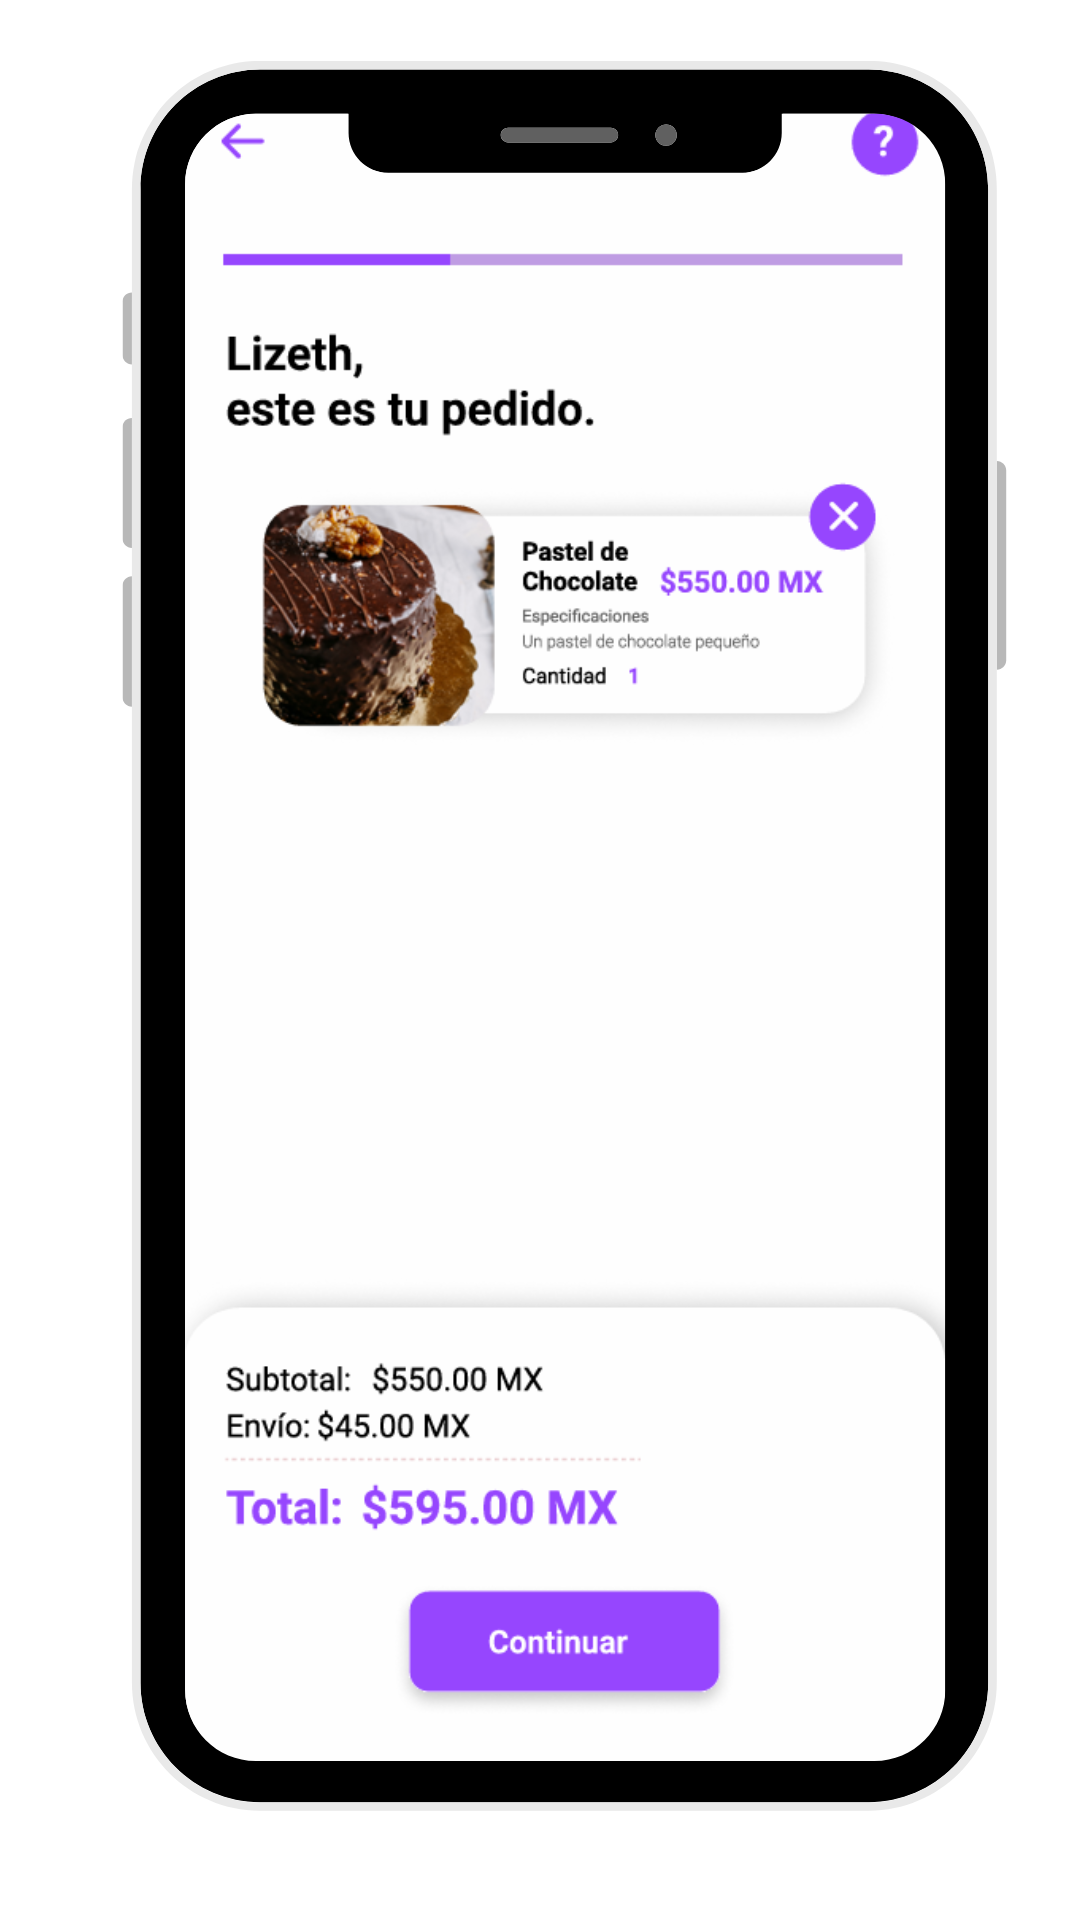 ?
Lizeth,
este es tu pedido.
Pastel de
Chocolate $550.00 MX
Especificaciones
Un pastel de chocolate pequeño
Cantidad 1
Subtotal: $550.00 MX
Envío: $45.00 MX
Total: $595.00 MX
Continuar